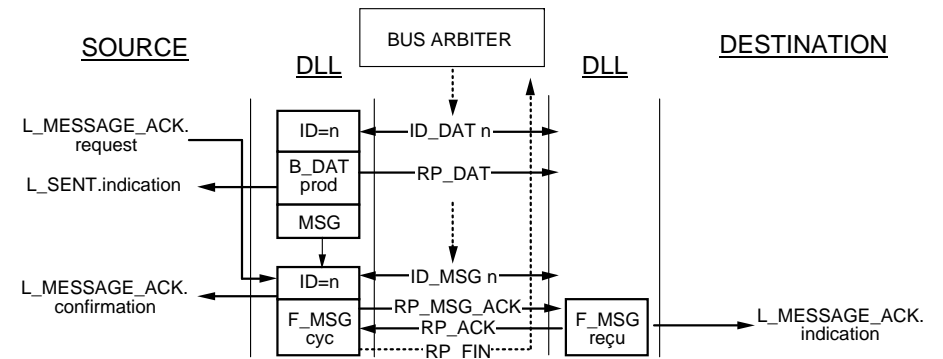 BUS ARBITER
SOURCE
DLL
DLL
DESTINATION
L_MESSAGE_ACK.
request
ID=n
ID_DAT n
B_DAT
prod
RP_DAT
L_SENT.indication
MSG
ID=n
ID_MSG n
L_MESSAGE_ACK.
confirmation
F_MSG
cyc
RP_MSG_ACK
RP_ACK
RP_FIN
F_MSG
reçu
L_MESSAGE_ACK.
indication